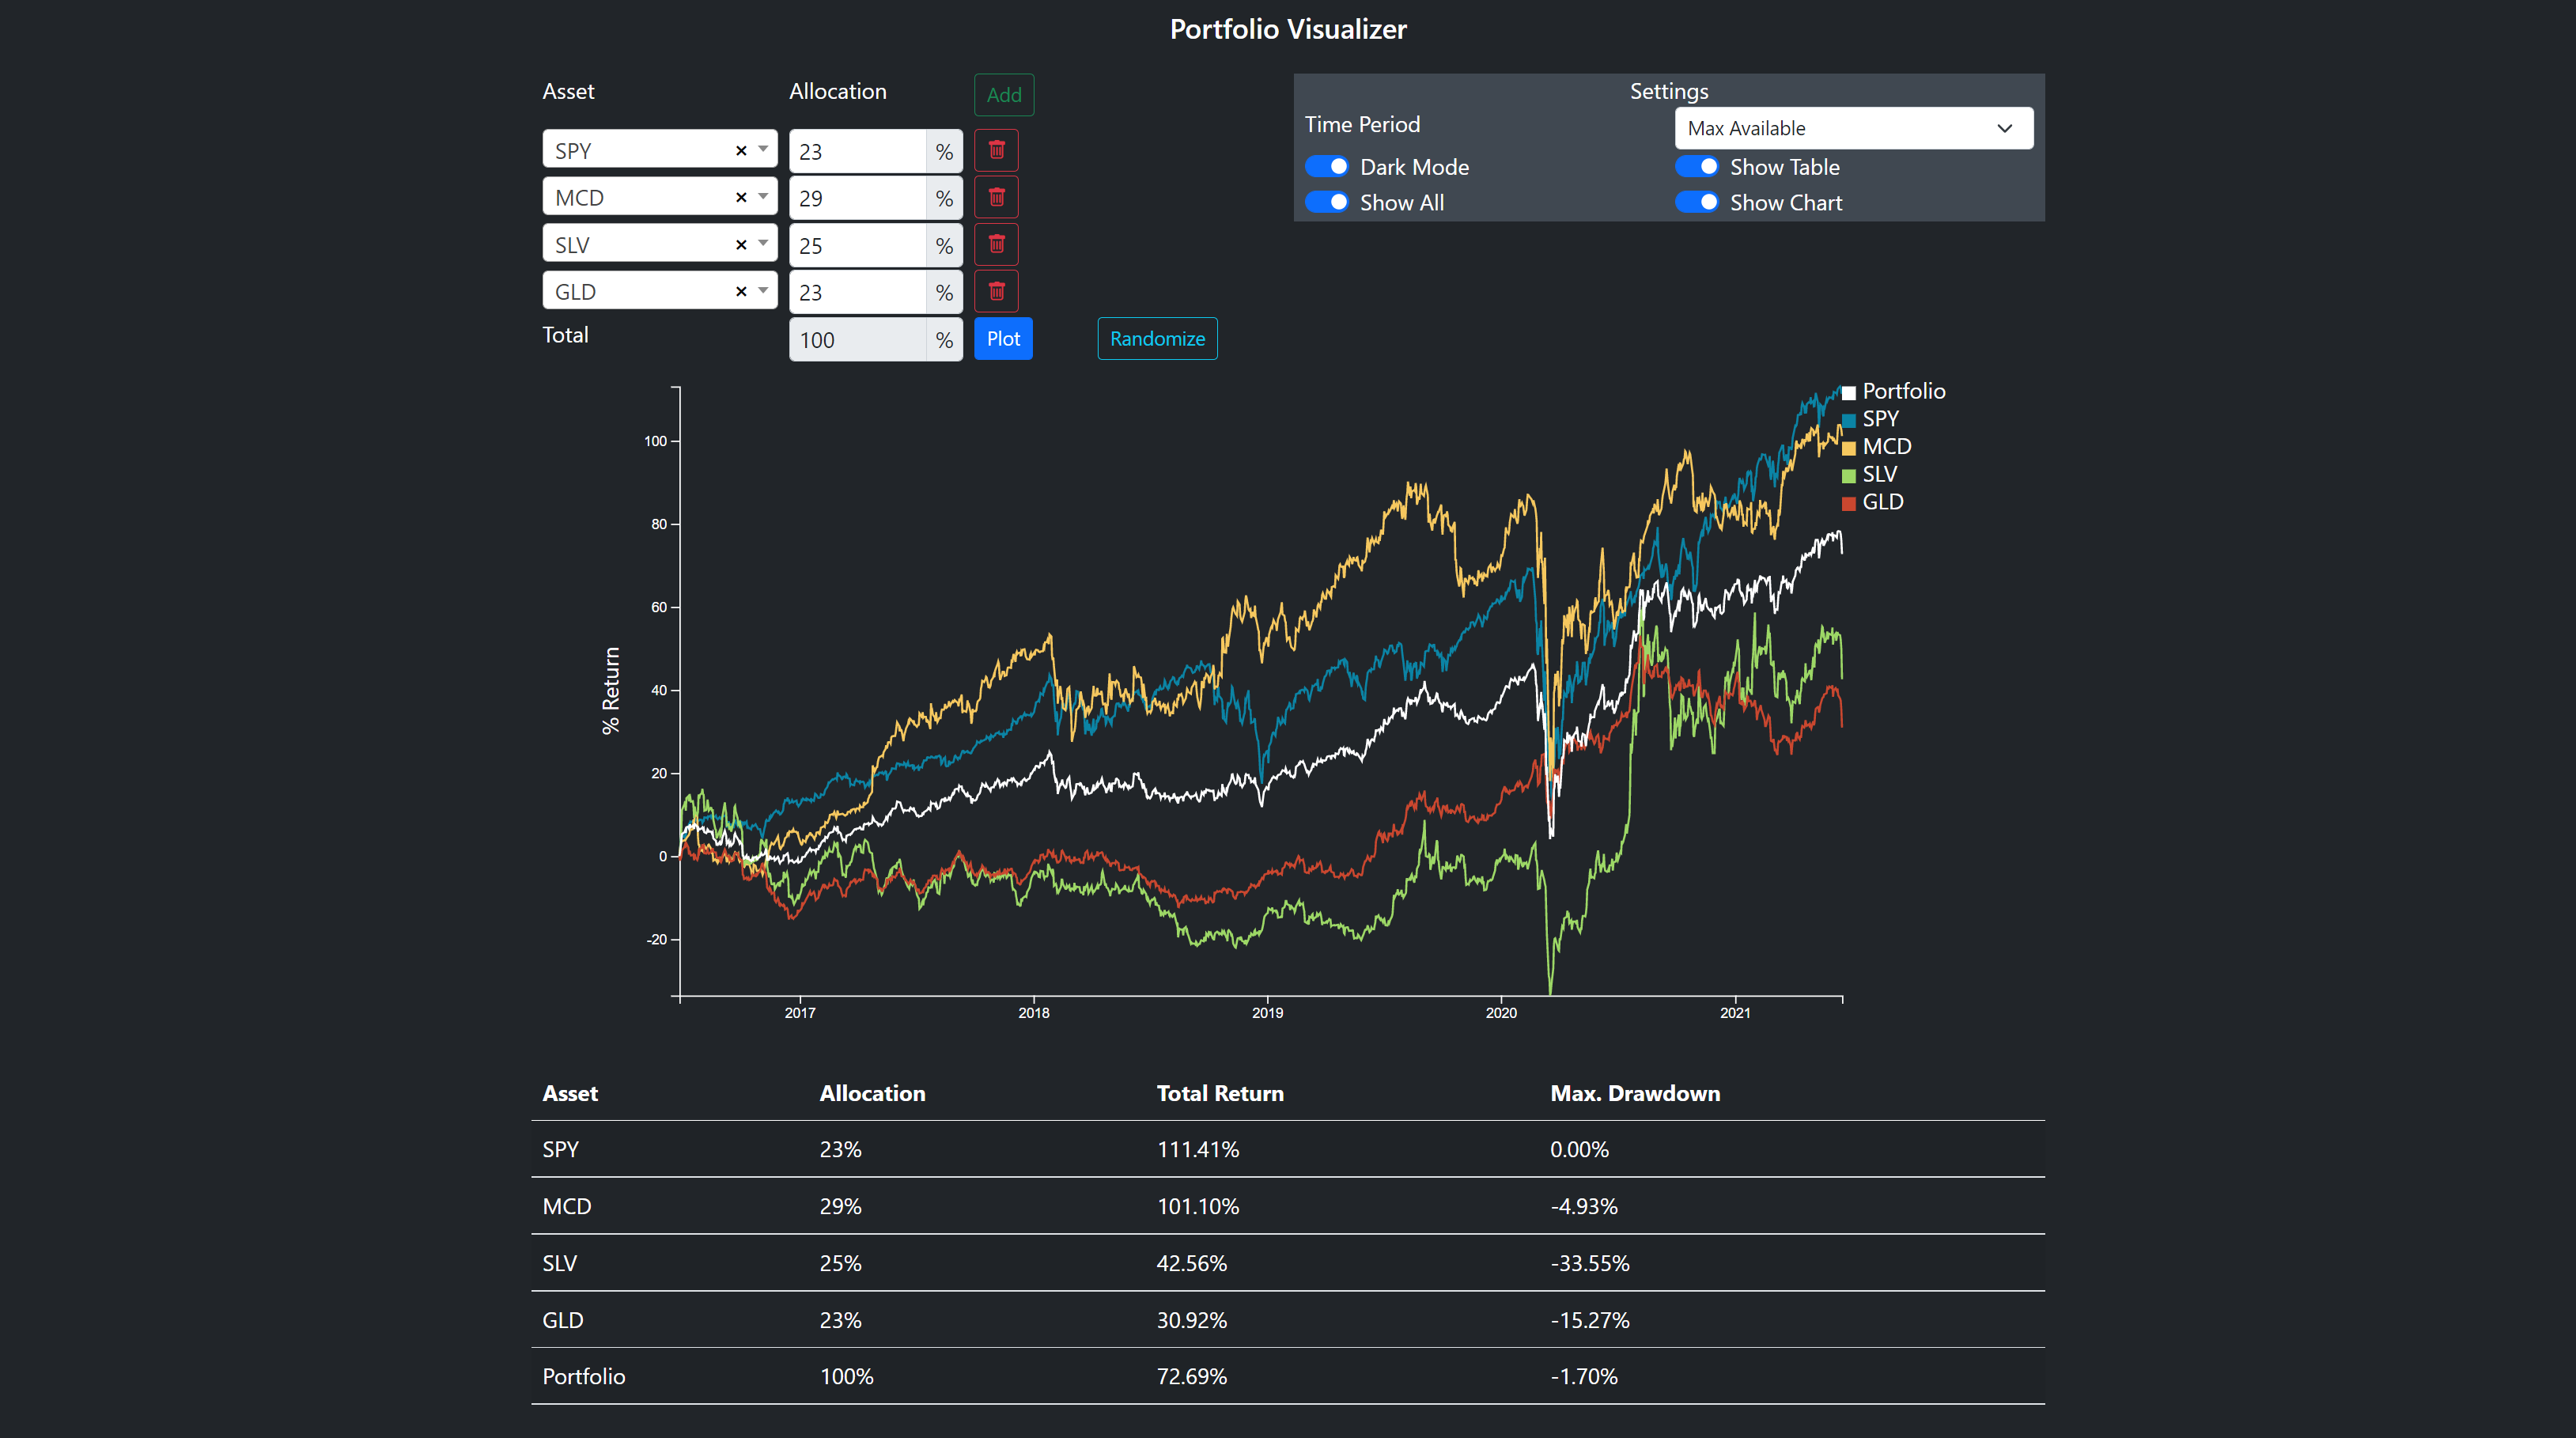 Portfolio Visualizer
Asset Allocation Add
SPY × 23 %
MCD × 29 %
SLV × 25 %
GLD × 23 %
Total 100 % Plot Randomize
Settings
Time Period Max Available
Dark Mode Show Table
Show All Show Chart
% Return
100
80
60
40
20
0
-20
2017 2018 2019 2020 2021
Portfolio
SPY
MCD
SLV
GLD
Asset Allocation Total Return Max. Drawdown
SPY 23% 111.41% 0.00%
MCD 29% 101.10% -4.93%
SLV 25% 42.56% -33.55%
GLD 23% 30.92% -15.27%
Portfolio 100% 72.69% -1.70%